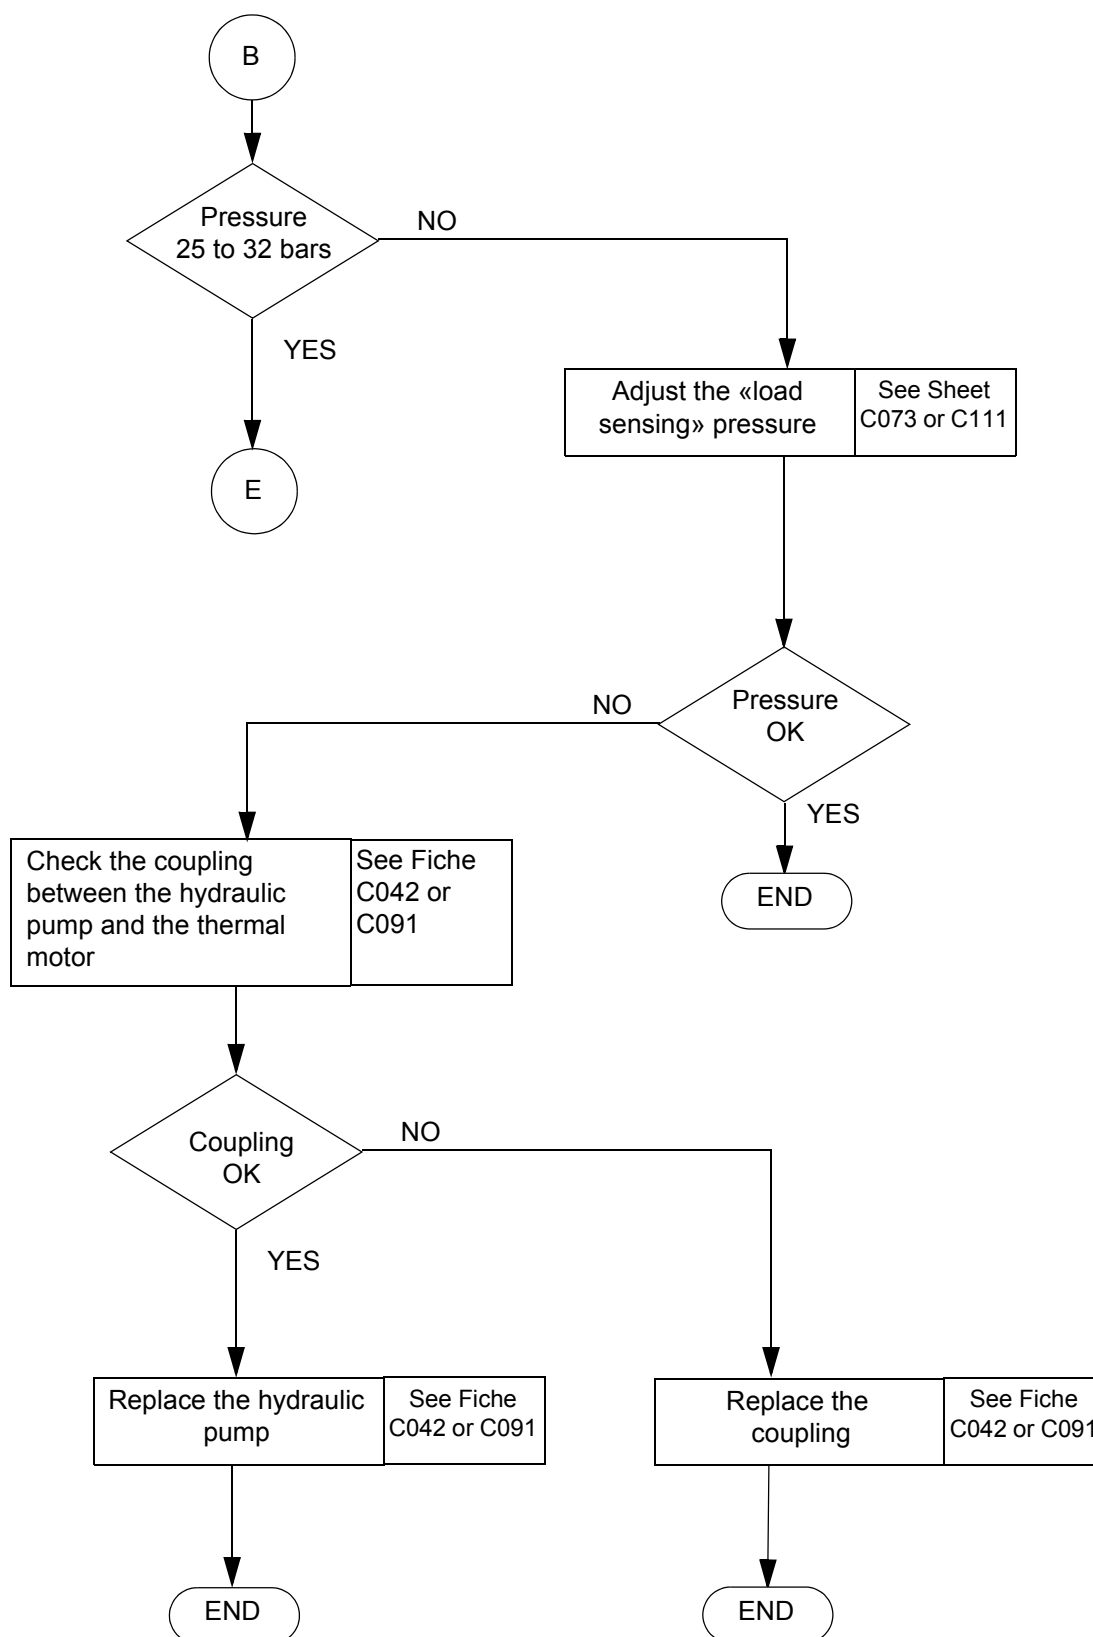 B
Pressure
25 to 32 bars
NO
YES
Adjust the «load
sensing» pressure
See Sheet
C073 or C111
E
NO
Pressure
OK
YES
END
Check the coupling
between the hydraulic
pump and the thermal
motor
See Fiche
C042 or
C091
Coupling
OK
NO
YES
Replace the hydraulic
pump
See Fiche
C042 or C091
Replace the
coupling
See Fiche
C042 or C091
END
END